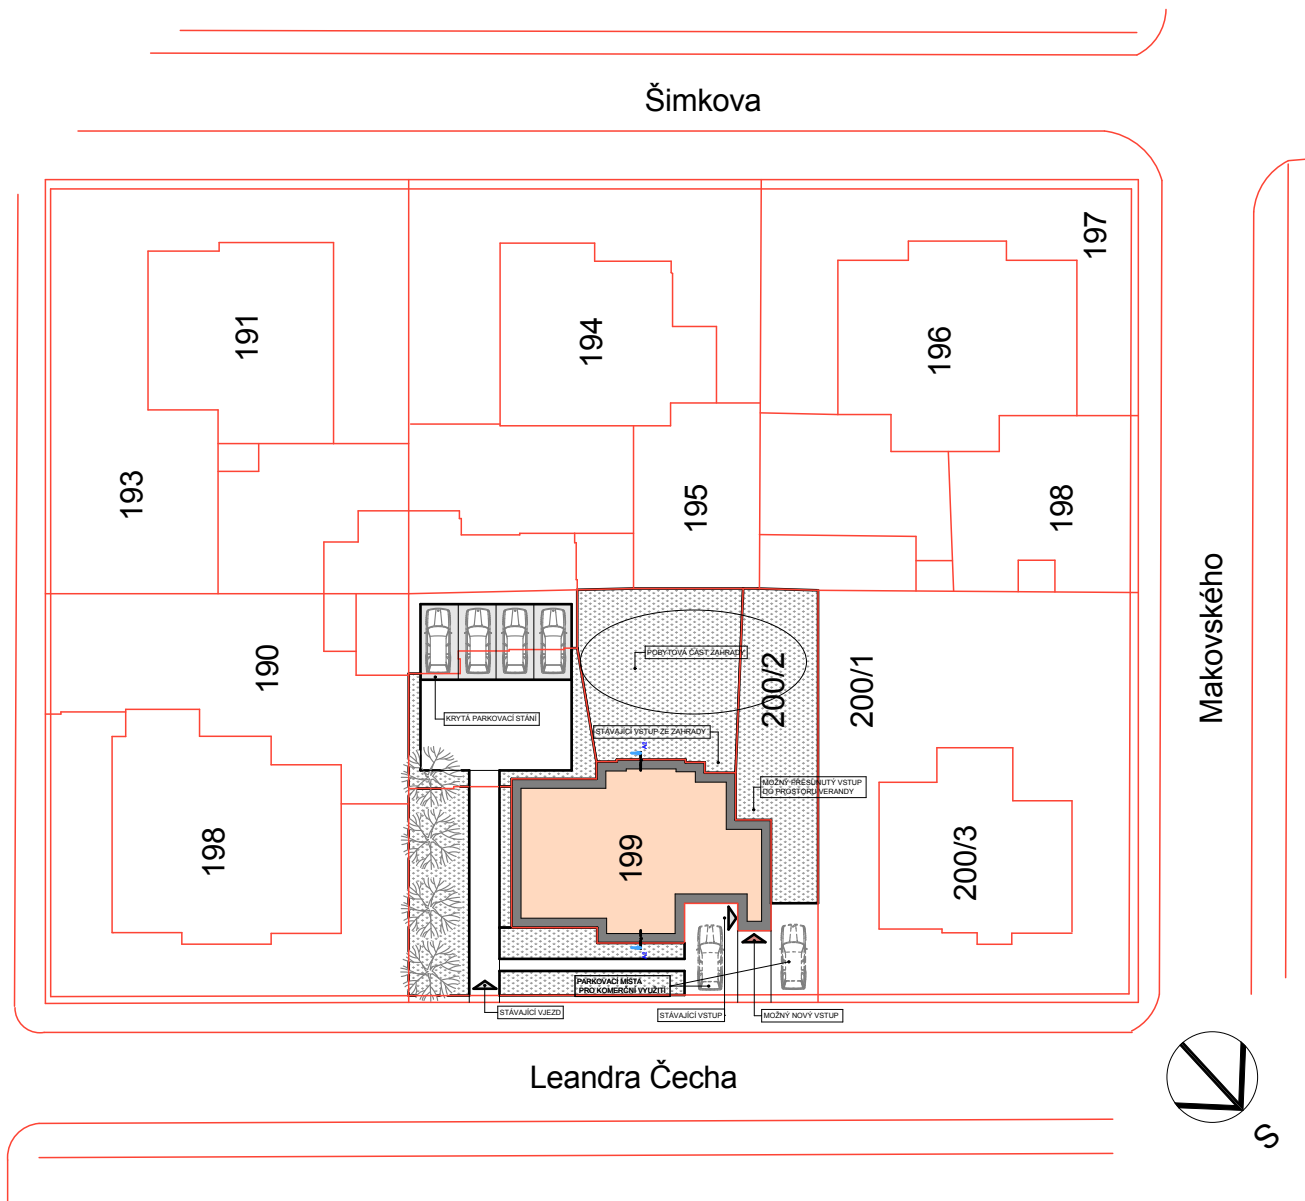 Šimkova
197
191
194
196
193
195
198
Makovského
190
200/2
200/1
POBYTOVÁ ČÁST ZAHRADY
KRYTÁ PARKOVACÍ STÁNÍ
STÁVAJÍCÍ VSTUP ZE ZAHRADY
MOŽNÝ PŘESUNUTÝ VSTUP
DO PROSTORU VERANDY
198
199
200/3
PARKOVACÍ MÍSTA
PRO KOMERČNÍ VYUŽITÍ
STÁVAJÍCÍ VJEZD
STÁVAJÍCÍ VSTUP
MOŽNÝ NOVÝ VSTUP
Leandra Čecha
S